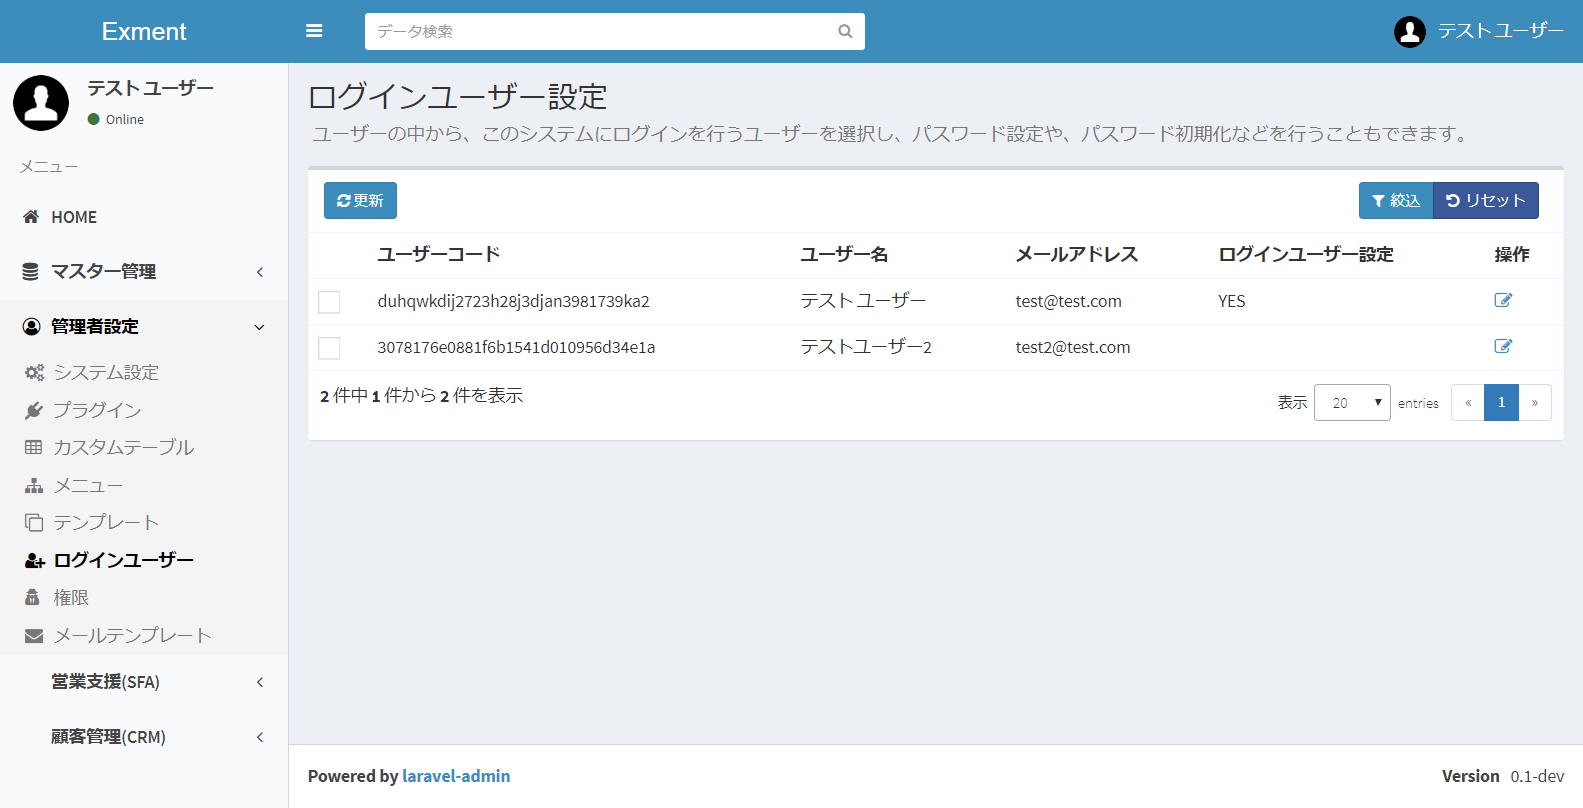 Exment
データ検索
テストユーザー
テストユーザー
Online
メニュー
HOME
マスター管理
管理者設定
システム設定
プラグイン
カスタムテーブル
メニュー
テンプレート
ログインユーザー
権限
メールテンプレート
営業支援(SFA)
顧客管理(CRM)
ログインユーザー設定
ユーザーの中から、このシステムにログインを行うユーザーを選択し、パスワード設定や、パスワード初期化などを行うこともできます。
更新
絞込 リセット
ユーザーコード ユーザー名 メールアドレス ログインユーザー設定 操作
duhqwkdij2723h28j3djan3981739ka2 テストユーザー test@test.com YES
3078176e0881f6b1541d010956d34e1a テストユーザー2 test2@test.com
2 件中 1 件から 2 件を表示
表示 20 entries « 1 »
Powered by laravel-admin
Version 0.1-dev